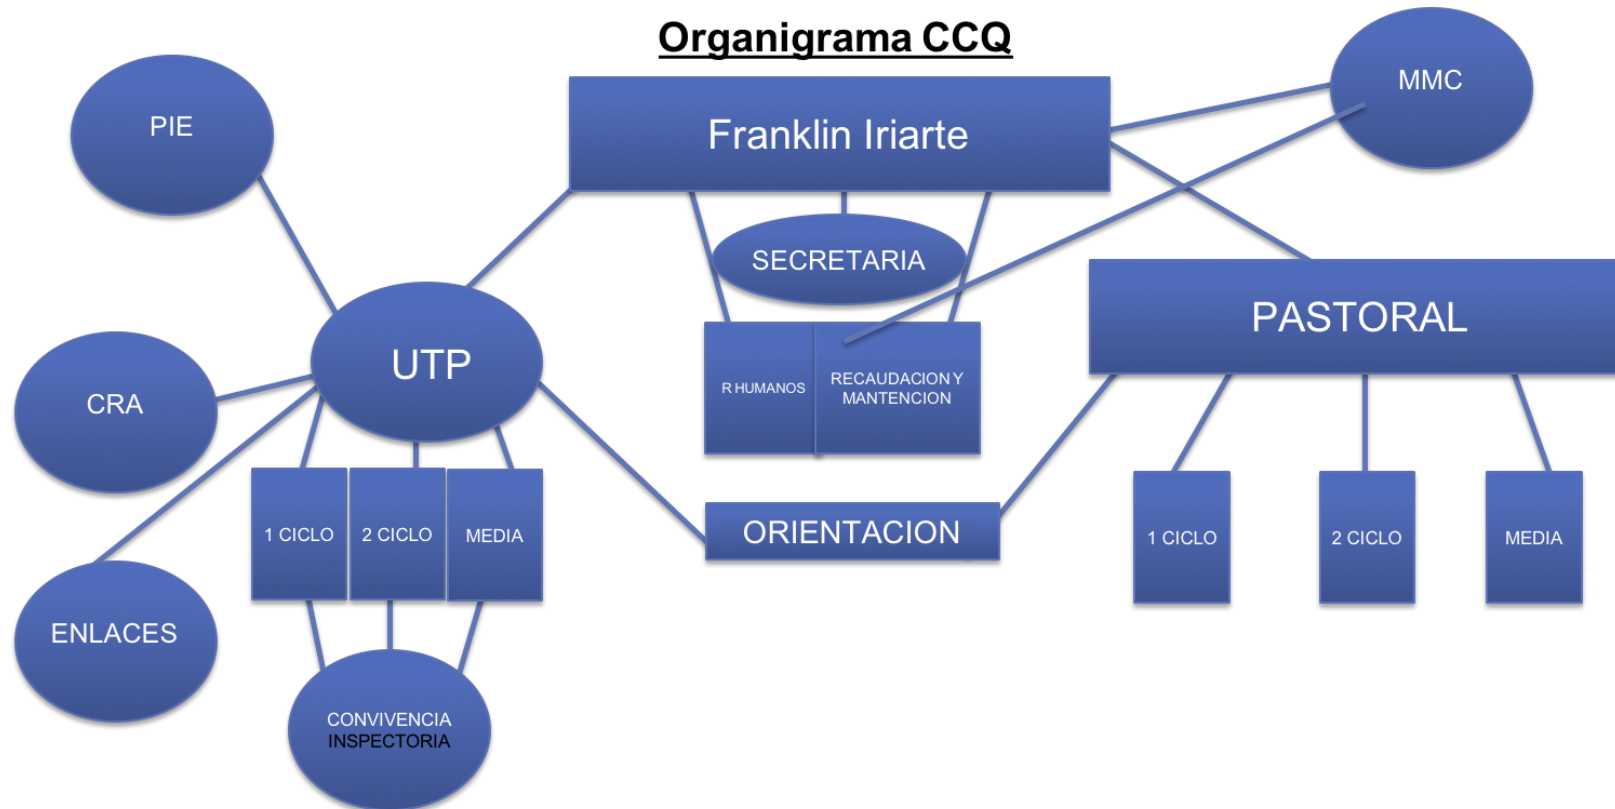 Organigrama CCQ
MMC
PIE
Franklin Iriarte
SECRETARIA
PASTORAL
UTP
CRA
R HUMANOS
RECAUDACION Y
MANTENCION
1 CICLO
2 CICLO
MEDIA
ORIENTACION
1 CICLO
2 CICLO
MEDIA
ENLACES
CONVIVENCIA
INSPECTORIA